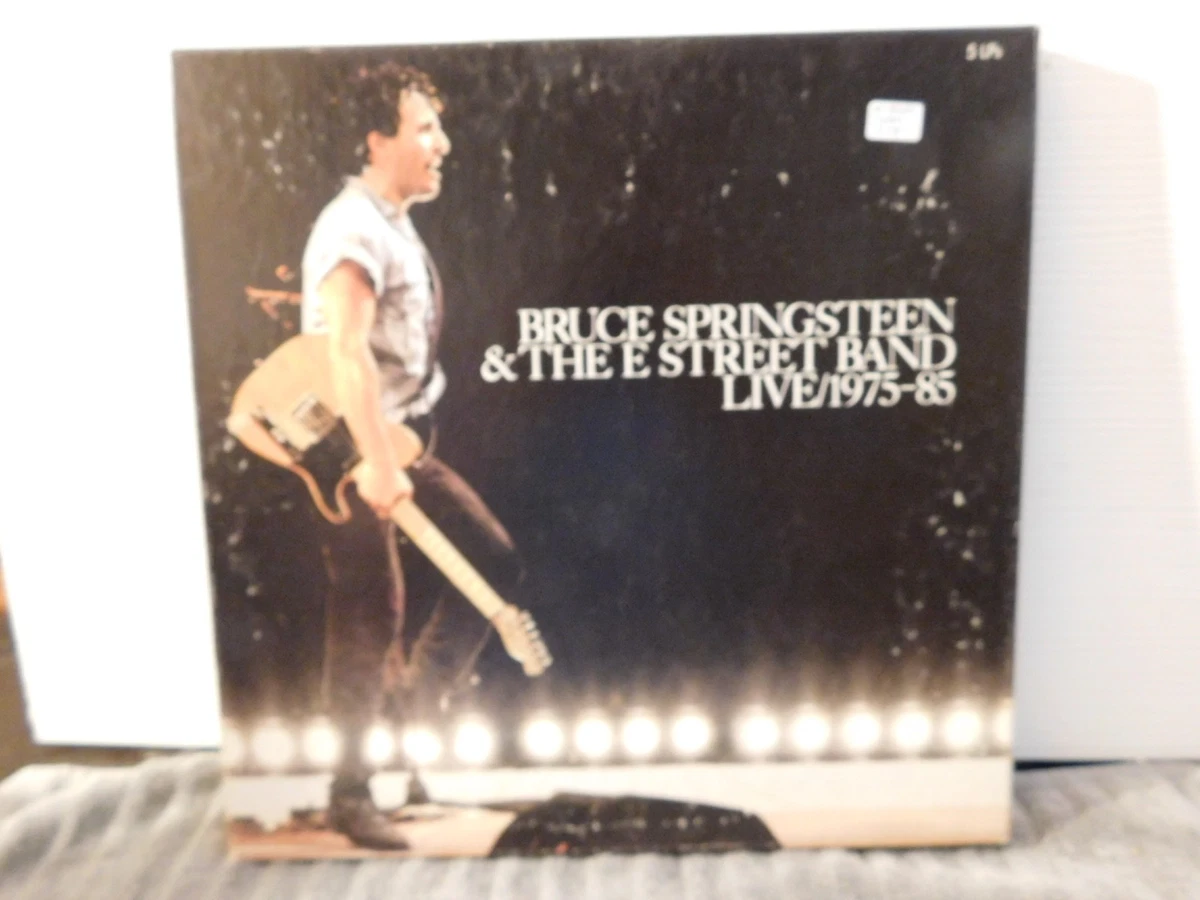 5 LPs
BRUCE SPRINGSTEEN
& THE E STREET BAND
LIVE/1975-85